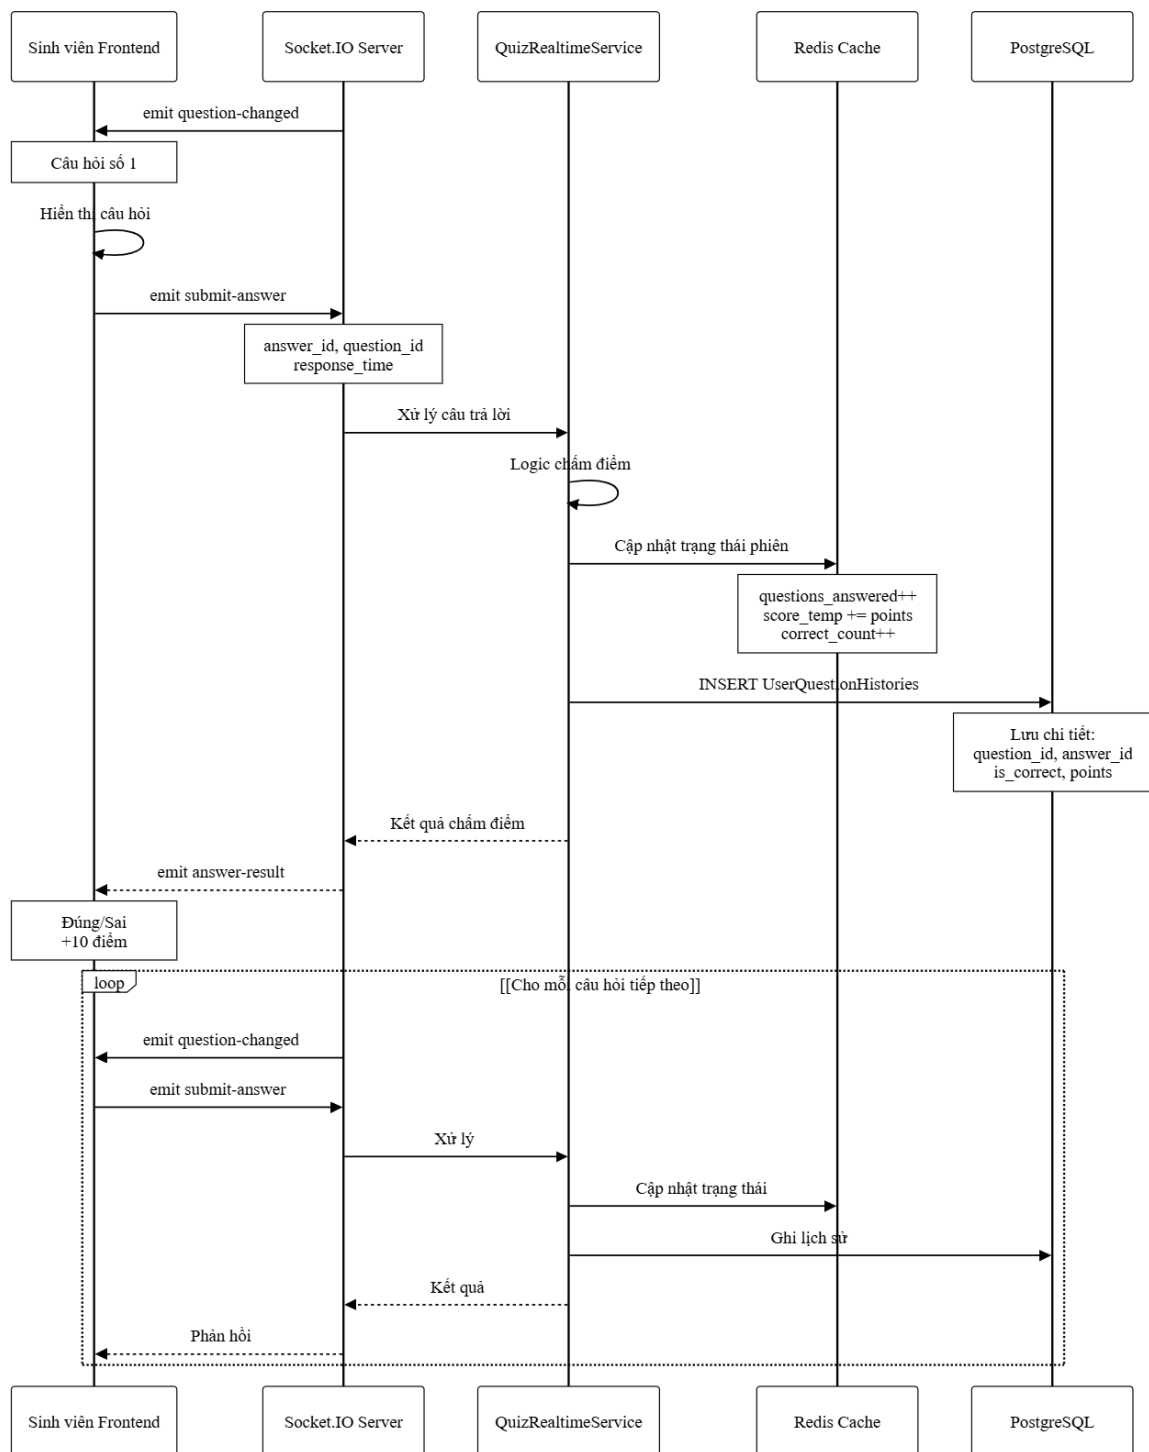 Sinh viên Frontend
Socket.IO Server
QuizRealtimeService
Redis Cache
PostgreSQL
emit question-changed
Câu hỏi số 1
Hiển thị câu hỏi
emit submit-answer
answer_id, question_id
response_time
Xử lý câu trả lời
Logic chấm điểm
Cập nhật trạng thái phiên
questions_answered++
score_temp += points
correct_count++
INSERT UserQuestionHistories
Lưu chi tiết:
question_id, answer_id
is_correct, points
Kết quả chấm điểm
emit answer-result
Đúng/Sai
+10 điểm
loop
[[Cho mỗi câu hỏi tiếp theo]]
emit question-changed
emit submit-answer
Xử lý
Cập nhật trạng thái
Ghi lịch sử
Kết quả
Phản hồi
Sinh viên Frontend
Socket.IO Server
QuizRealtimeService
Redis Cache
PostgreSQL